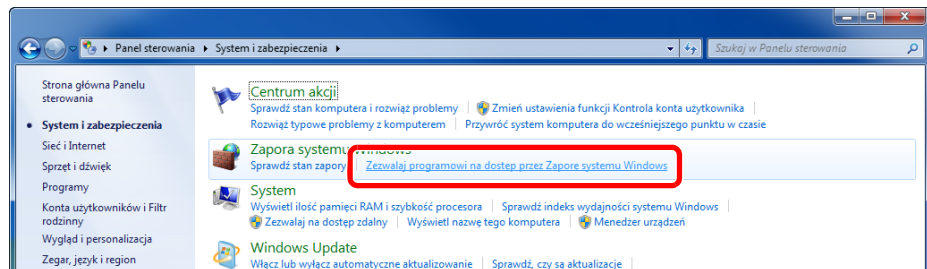 Panel sterowania ▸ System i zabezpieczenia ▸
Szukaj w Panelu sterowania
Strona główna Panelu
sterowania
System i zabezpieczenia
Sieć i Internet
Sprzęt i dźwięk
Programy
Konta użytkowników i Filtr
rodzinny
Wygląd i personalizacja
Zegar, język i region
Centrum akcji
Sprawdź stan komputera i rozwiąż problemy | Zmień ustawienia funkcji Kontrola konta użytkownika
Rozwiąż typowe problemy z komputerem | Przywróć system komputera do wcześniejszego punktu w czasie
Zapora systemu Windows
Sprawdź stan zapory | Zezwalaj programowi na dostęp przez Zaporę systemu Windows
System
Wyświetl ilość pamięci RAM i szybkość procesora | Sprawdź indeks wydajności systemu Windows
Zezwalaj na dostęp zdalny | Wyświetl nazwę tego komputera | Menedżer urządzeń
Windows Update
Włącz lub wyłącz automatyczne aktualizowanie | Sprawdź, czy są aktualizacje